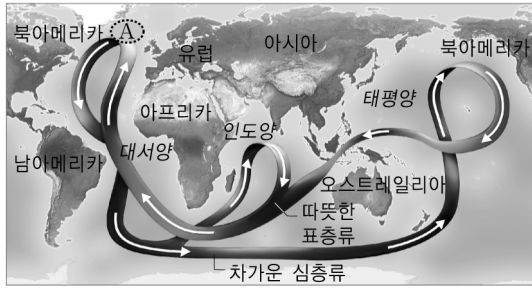 북아메리카
A
유럽
아시아
북아메리카
태평양
아프리카
인도양
대서양
남아메리카
오스트레일리아
따뜻한
표층류
차가운 심층류